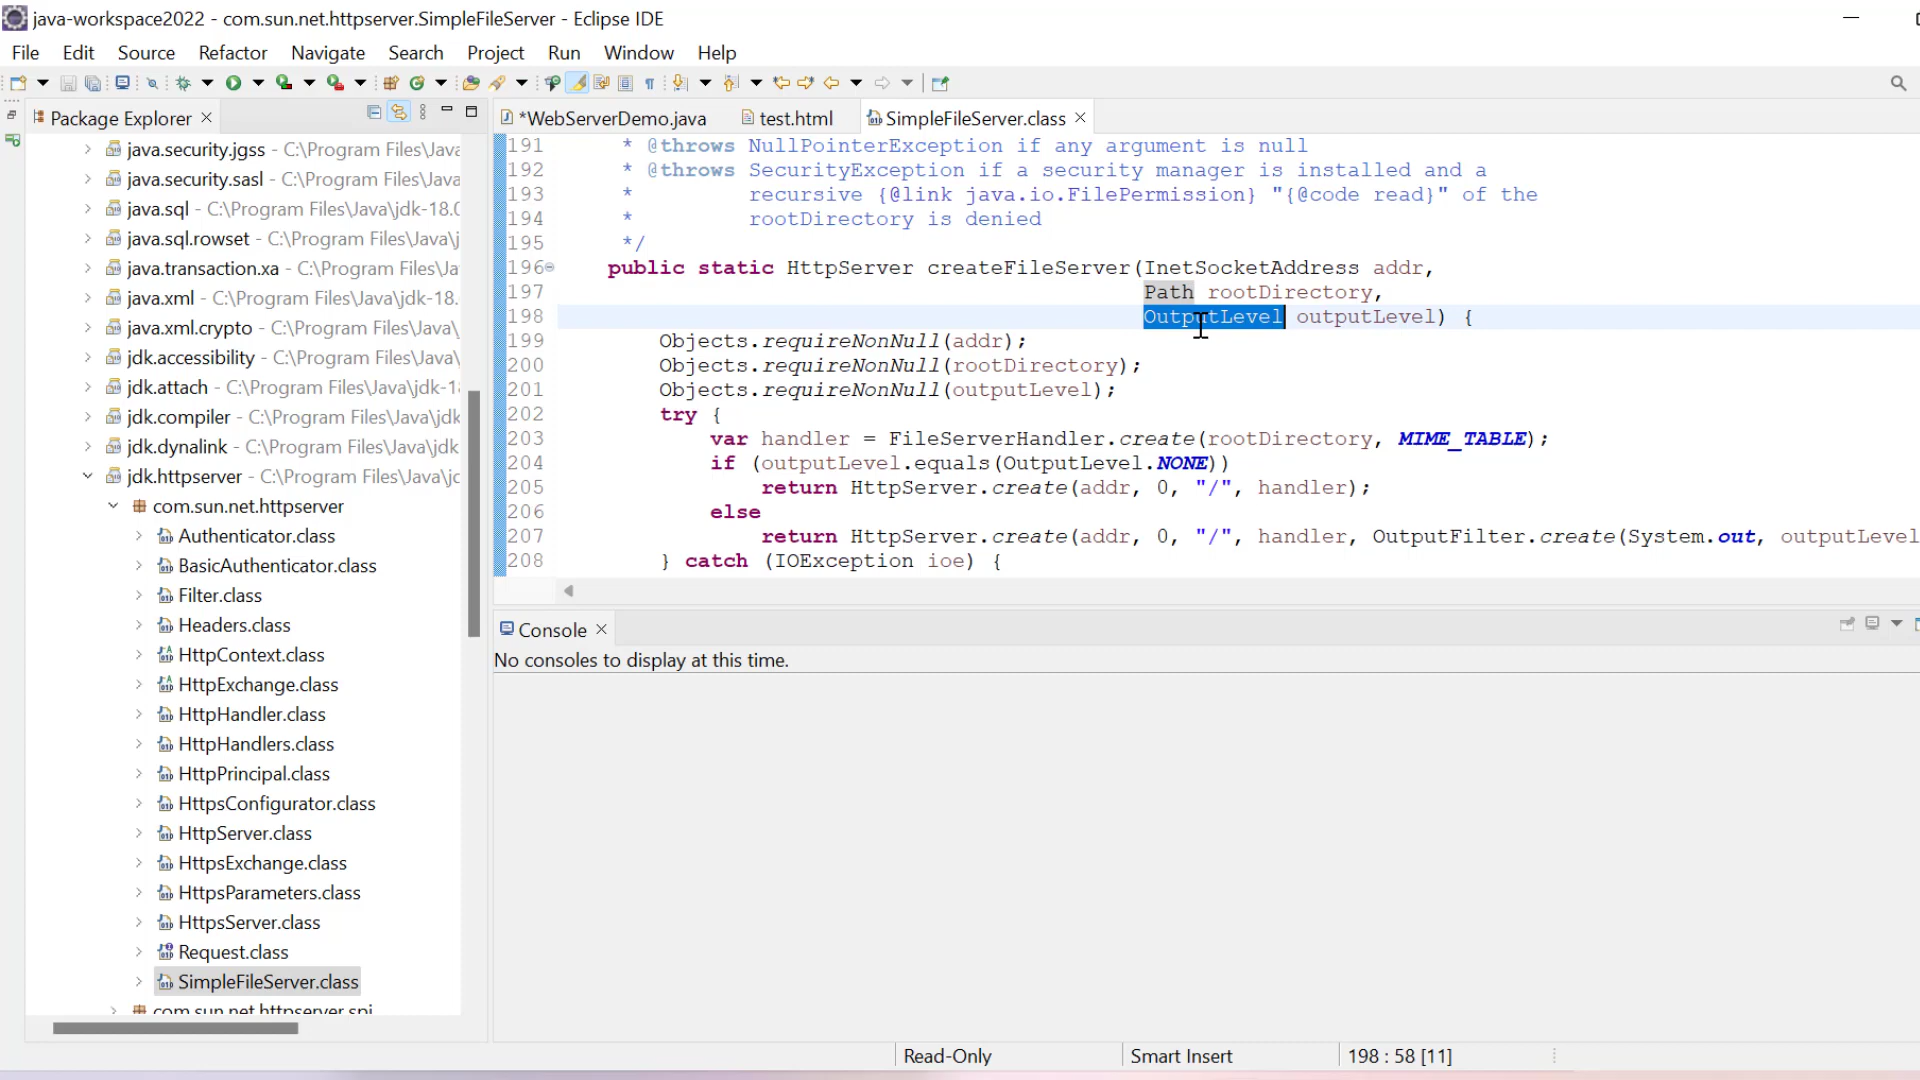 java-workspace2022 - com.sun.net.httpserver.SimpleFileServer - Eclipse IDE
File Edit Source Refactor Navigate Search Project Run Window Help
Package Explorer
java.security.jgss - C:\Program Files\Java
java.security.sasl - C:\Program Files\Java
java.sql - C:\Program Files\Java\jdk-18.0
java.sql.rowset - C:\Program Files\Java\j
java.transaction.xa - C:\Program Files\Ja
java.xml - C:\Program Files\Java\jdk-18.
java.xml.crypto - C:\Program Files\Java\
jdk.accessibility - C:\Program Files\Java\
jdk.attach - C:\Program Files\Java\jdk-1
jdk.compiler - C:\Program Files\Java\jdk
jdk.dynalink - C:\Program Files\Java\jdk
jdk.httpserver - C:\Program Files\Java\jd
com.sun.net.httpserver
Authenticator.class
BasicAuthenticator.class
Filter.class
Headers.class
HttpContext.class
HttpExchange.class
HttpHandler.class
HttpHandlers.class
HttpPrincipal.class
HttpsConfigurator.class
HttpServer.class
HttpsExchange.class
HttpsParameters.class
HttpsServer.class
Request.class
SimpleFileServer.class
com.sun.net.httpserver.spi
*WebServerDemo.java test.html SimpleFileServer.class
191 * @throws NullPointerException if any argument is null
192 * @throws SecurityException if a security manager is installed and a
193 * recursive {@link java.io.FilePermission} "{@code read}" of the
194 * rootDirectory is denied
195 */
196 public static HttpServer createFileServer(InetSocketAddress addr,
197 Path rootDirectory,
198 OutputLevel outputLevel) {
199 Objects.requireNonNull(addr);
200 Objects.requireNonNull(rootDirectory);
201 Objects.requireNonNull(outputLevel);
202 try {
203 var handler = FileServerHandler.create(rootDirectory, MIME_TABLE);
204 if (outputLevel.equals(OutputLevel.NONE))
205 return HttpServer.create(addr, 0, "/", handler);
206 else
207 return HttpServer.create(addr, 0, "/", handler, OutputFilter.create(System.out, outputLevel
208 } catch (IOException ioe) {
Console
No consoles to display at this time.
Read-Only Smart Insert 198 : 58 [11]